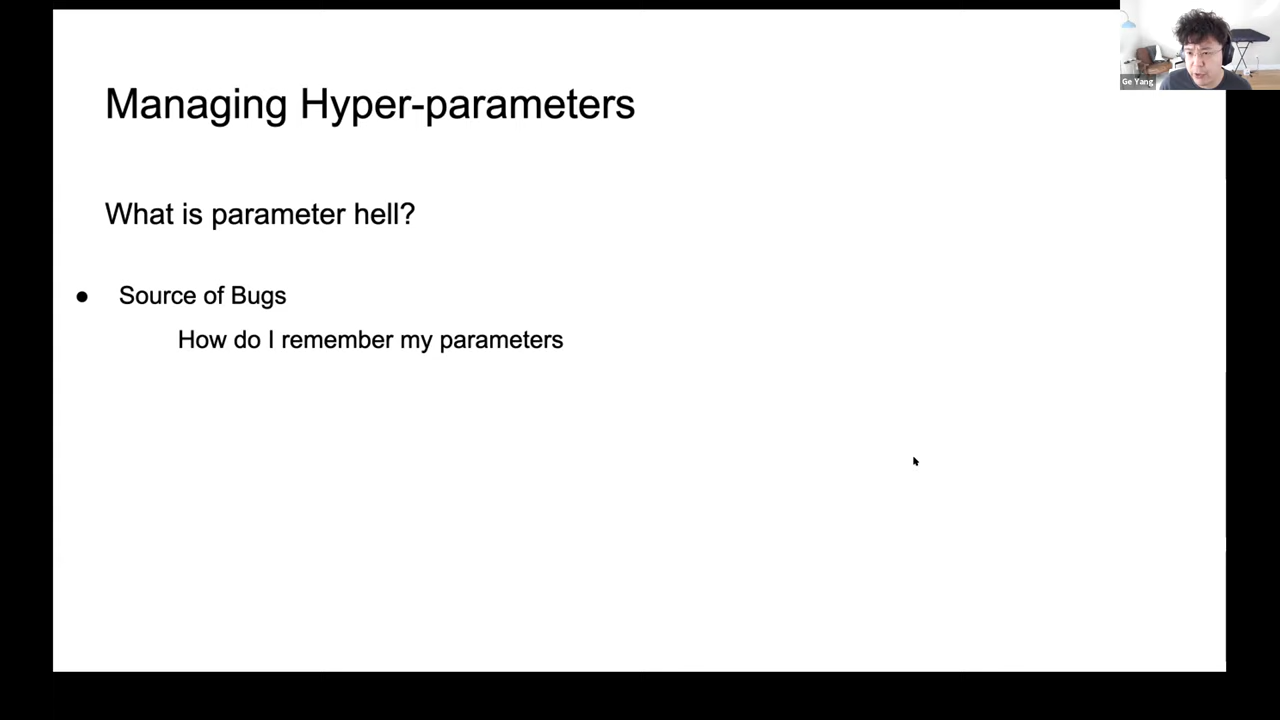 Managing Hyper-parameters
Ge Yang
What is parameter hell?
● Source of Bugs
How do I remember my parameters